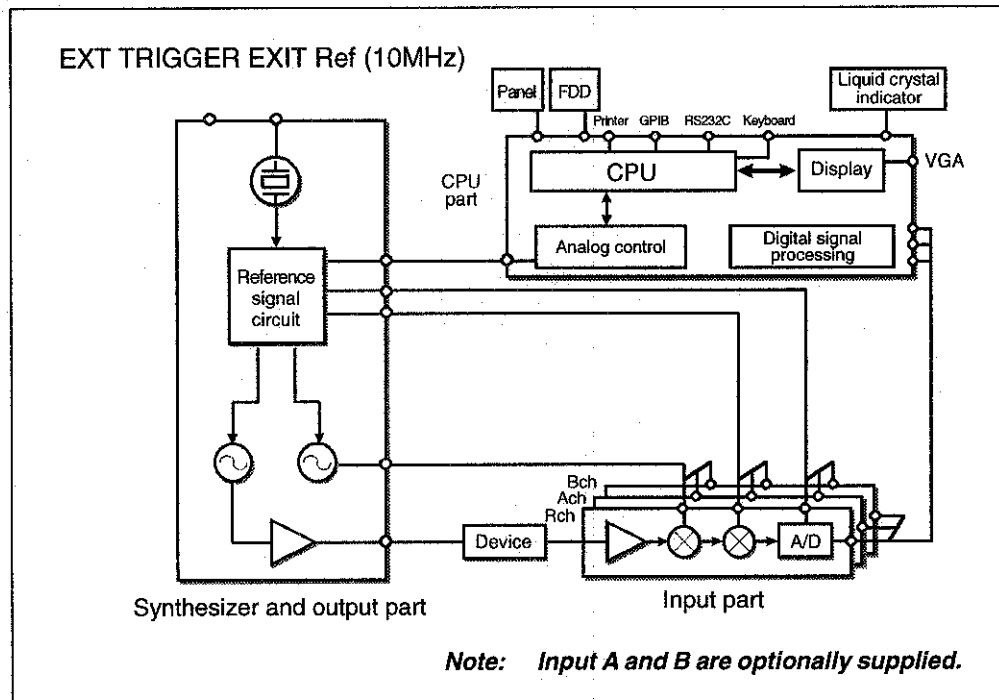 EXT TRIGGER EXIT Ref (10MHz)
Panel
FDD
Liquid crystal
indicator
Printer
GPIB
RS232C
Keyboard
CPU
Display
VGA
CPU
part
Analog control
Digital signal
processing
Reference
signal
circuit
Bch
Ach
Rch
Device
A/D
Synthesizer and output part
Input part
Note: Input A and B are optionally supplied.